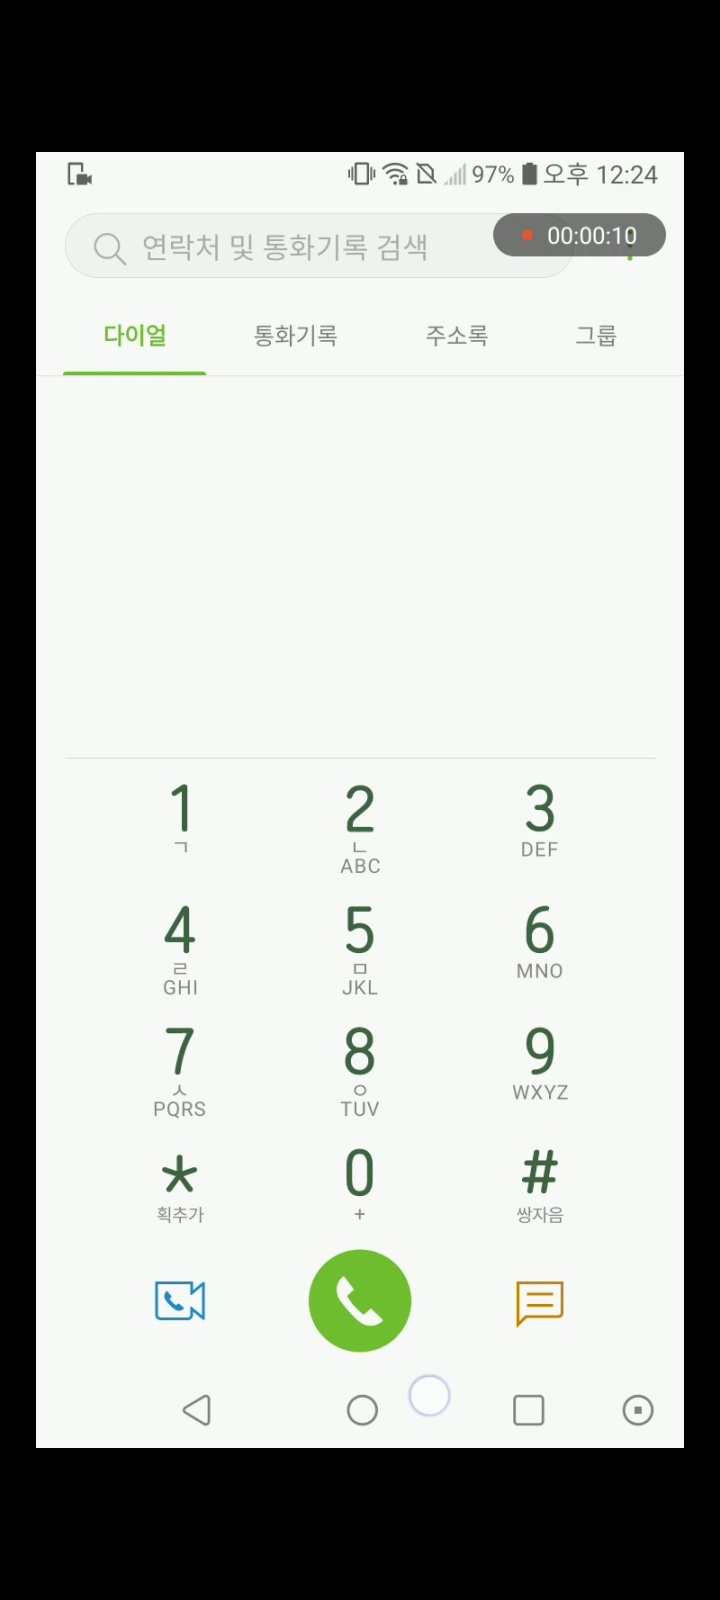 97% 오후 12:24
연락처 및 통화기록 검색 00:00:10
다이얼 통화기록 주소록 그룹
1 2 3
ㄱ ㄴ DEF
ABC
4 5 6
ㄹ ㅁ MNO
GHI JKL
7 8 9
ㅅ ㅇ WXYZ
PQRS TUV
* 0 #
획추가 + 쌍자음